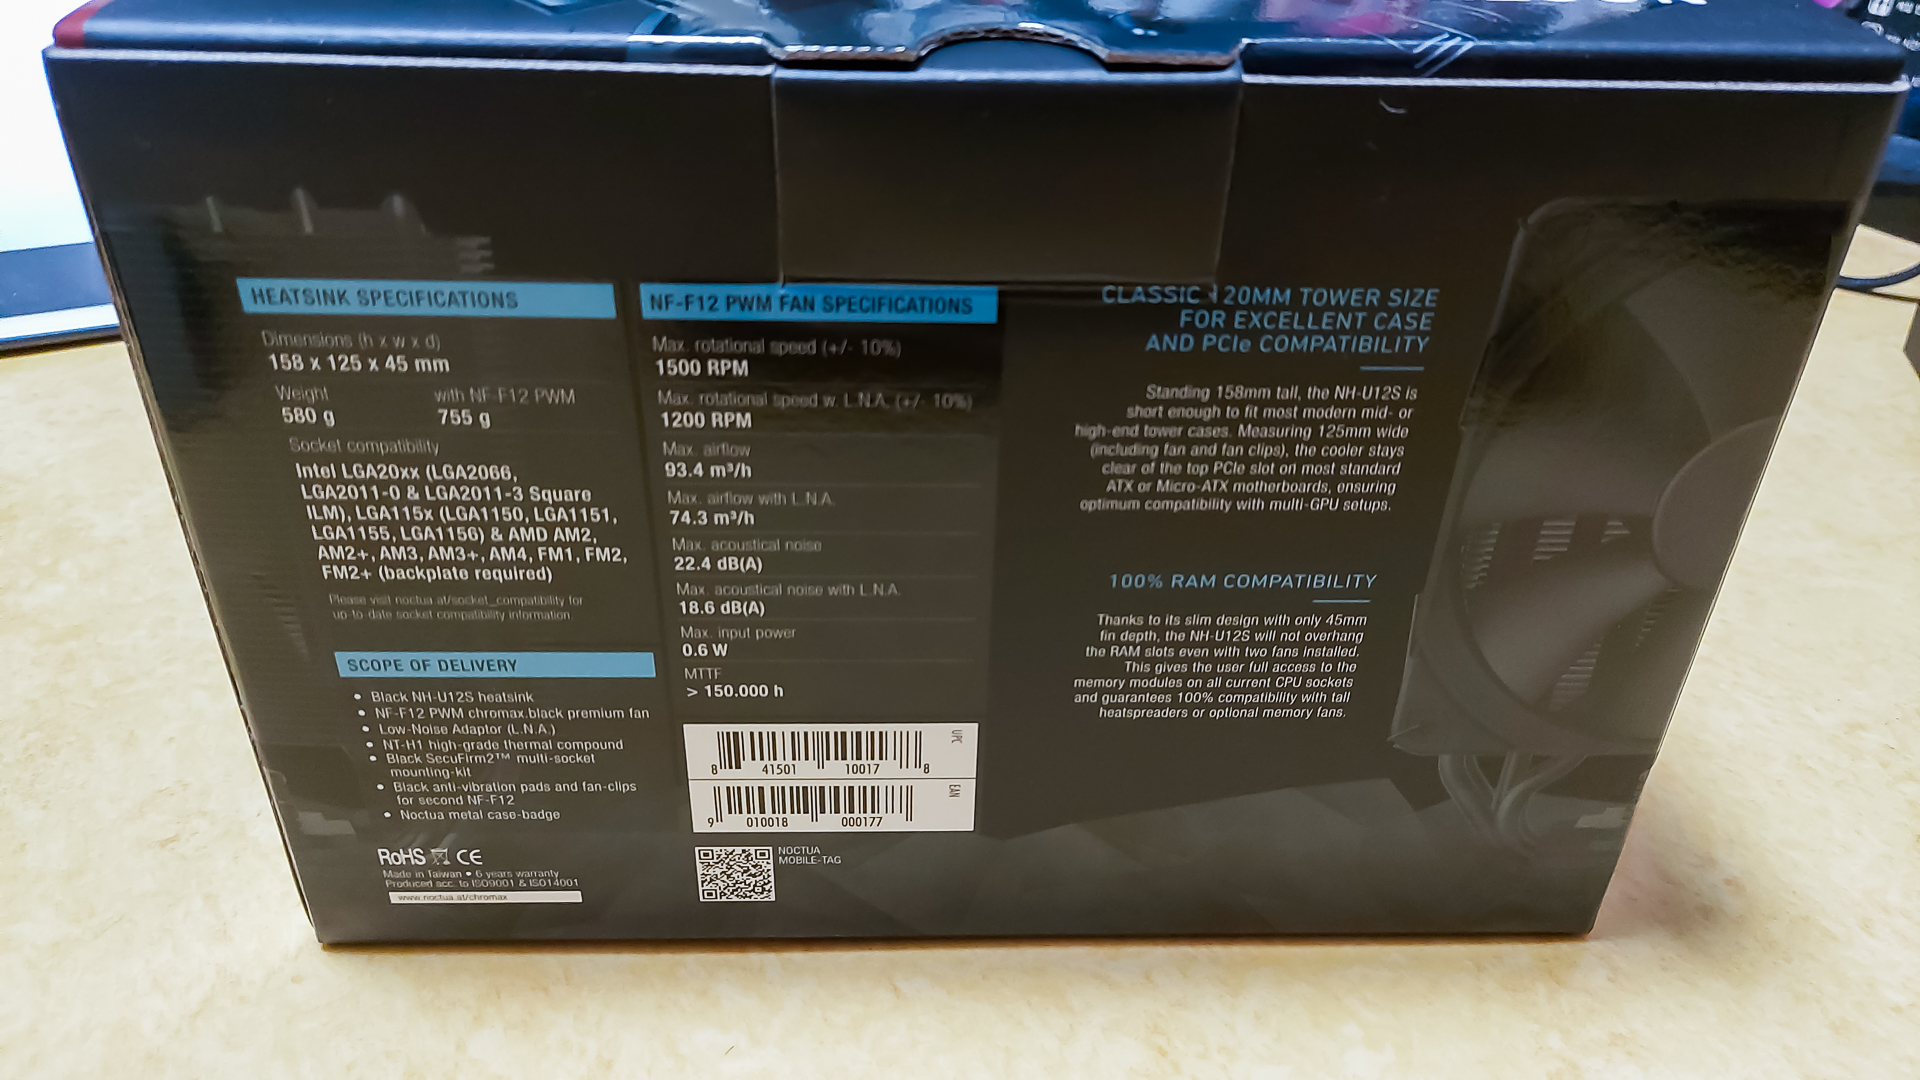 HEATSINK SPECIFICATIONS
Dimensions (h x w x d)
158 x 125 x 45 mm
Weight with NF-F12 PWM
580 g 755 g
Socket compatibility
Intel LGA20xx (LGA2066,
LGA2011-0 & LGA2011-3 Square
ILM), LGA115x (LGA1150, LGA1151,
LGA1155, LGA1156) & AMD AM2,
AM2+, AM3, AM3+, AM4, FM1, FM2,
FM2+ (backplate required)
Please visit noctua.at/socket_compatibility for
up-to-date socket compatibility information.
SCOPE OF DELIVERY
• Black NH-U12S heatsink
• NF-F12 PWM chromax.black premium fan
• Low-Noise Adaptor (L.N.A.)
• NT-H1 high-grade thermal compound
• Black SecuFirm2™ multi-socket
mounting-kit
• Black anti-vibration pads and fan-clips
for second NF-F12
• Noctua metal case-badge
RoHS CE
Made in Taiwan • 6 years warranty
Produced acc. to ISO9001 & ISO14001
www.noctua.at/chromax
NF-F12 PWM FAN SPECIFICATIONS
Max. rotational speed (+/- 10%)
1500 RPM
Max. rotational speed w. L.N.A. (+/- 10%)
1200 RPM
Max. airflow
93.4 m³/h
Max. airflow with L.N.A.
74.3 m³/h
Max. acoustical noise
22.4 dB(A)
Max. acoustical noise with L.N.A.
18.6 dB(A)
Max. input power
0.6 W
MTTF
> 150.000 h
UPC
8 41501 10017 8
EAN
9 010018 000177
NOCTUA
MOBILE-TAG
CLASSIC 120MM TOWER SIZE
FOR EXCELLENT CASE
AND PCIe COMPATIBILITY
Standing 158mm tall, the NH-U12S is
short enough to fit most modern mid- or
high-end tower cases. Measuring 125mm wide
(including fan and fan clips), the cooler stays
clear of the top PCIe slot on most standard
ATX or Micro-ATX motherboards, ensuring
optimum compatibility with multi-GPU setups.
100% RAM COMPATIBILITY
Thanks to its slim design with only 45mm
fin depth, the NH-U12S will not overhang
the RAM slots even with two fans installed.
This gives the user full access to the
memory modules on all current CPU sockets
and guarantees 100% compatibility with tall
heatspreaders or optional memory fans.